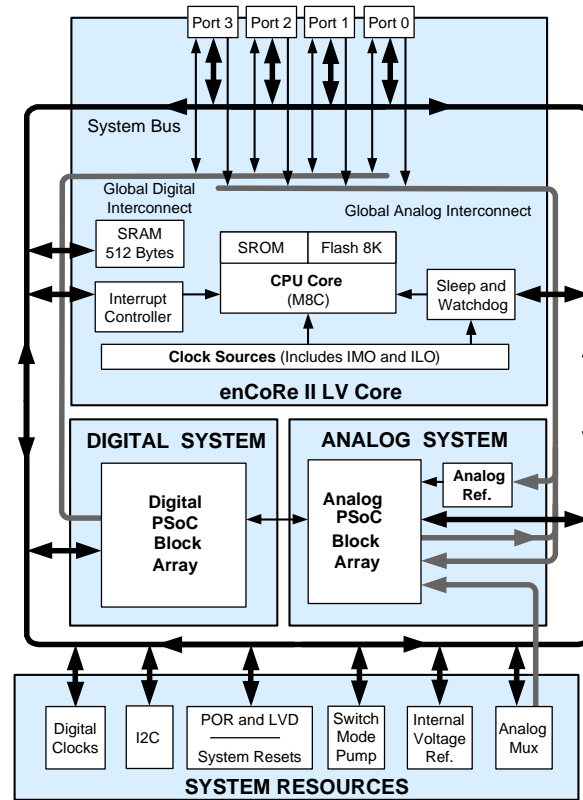 Port 3 Port 2 Port 1 Port 0
System Bus
Global Digital
Interconnect
Global Analog Interconnect
SRAM
512 Bytes
SROM Flash 8K
CPU Core
(M8C)
Interrupt
Controller
Sleep and
Watchdog
Clock Sources (Includes IMO and ILO)
enCoRe II LV Core
DIGITAL SYSTEM
Digital
PSoC
Block
Array
ANALOG SYSTEM
Analog
PSoC
Block
Array
Analog
Ref.
Digital
Clocks
I2C
POR and LVD
System Resets
Switch
Mode
Pump
Internal
Voltage
Ref.
Analog
Mux
SYSTEM RESOURCES